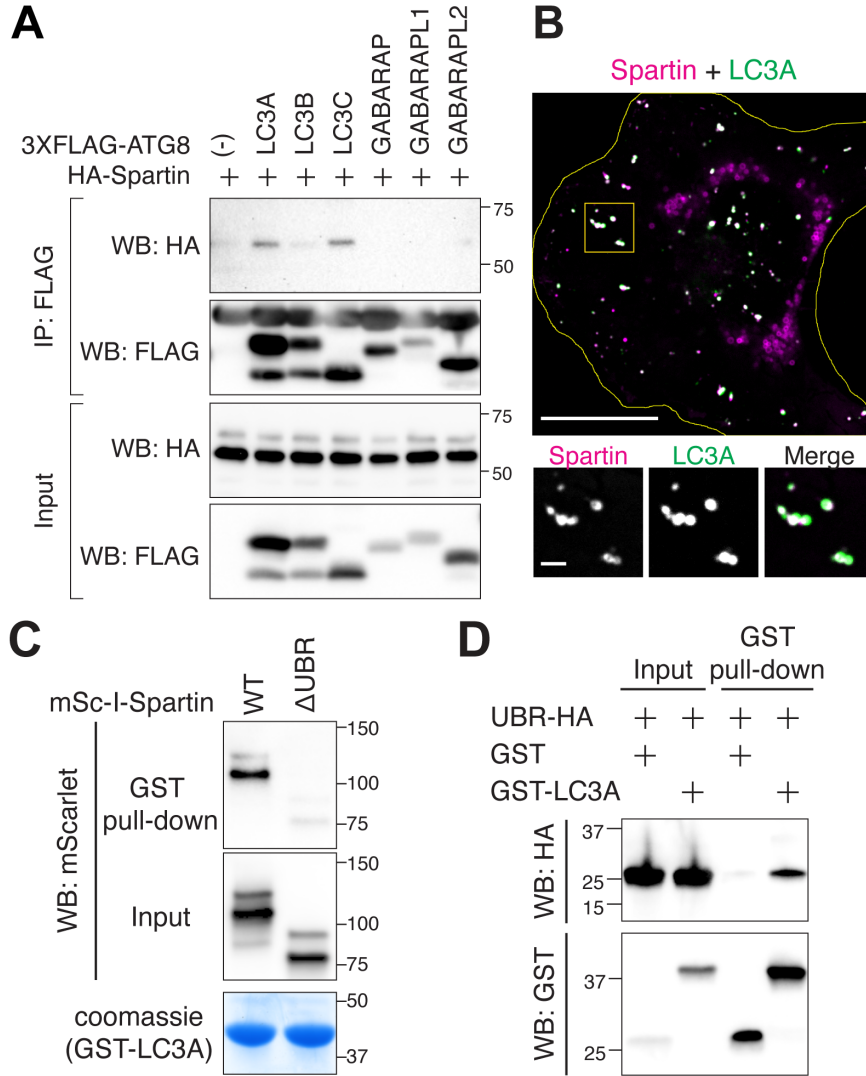 A
3XFLAG-ATG8
(-)
LC3A
LC3B
LC3C
GABARAP
GABARAPL1
GABARAPL2
HA-Spartin
+ + + + + + +
IP: FLAG
WB: HA
75
50
WB: FLAG
Input
WB: HA
75
50
WB: FLAG
B
Spartin + LC3A
Spartin LC3A Merge
C
mSc-I-Spartin
WT
ΔUBR
WB: mScarlet
GST
pull-down
150
100
75
Input
150
100
75
coomassie
(GST-LC3A)
50
37
D
Input
GST
pull-down
UBR-HA + + + +
GST + +
GST-LC3A + +
WB: HA
37
25
15
WB: GST
37
25